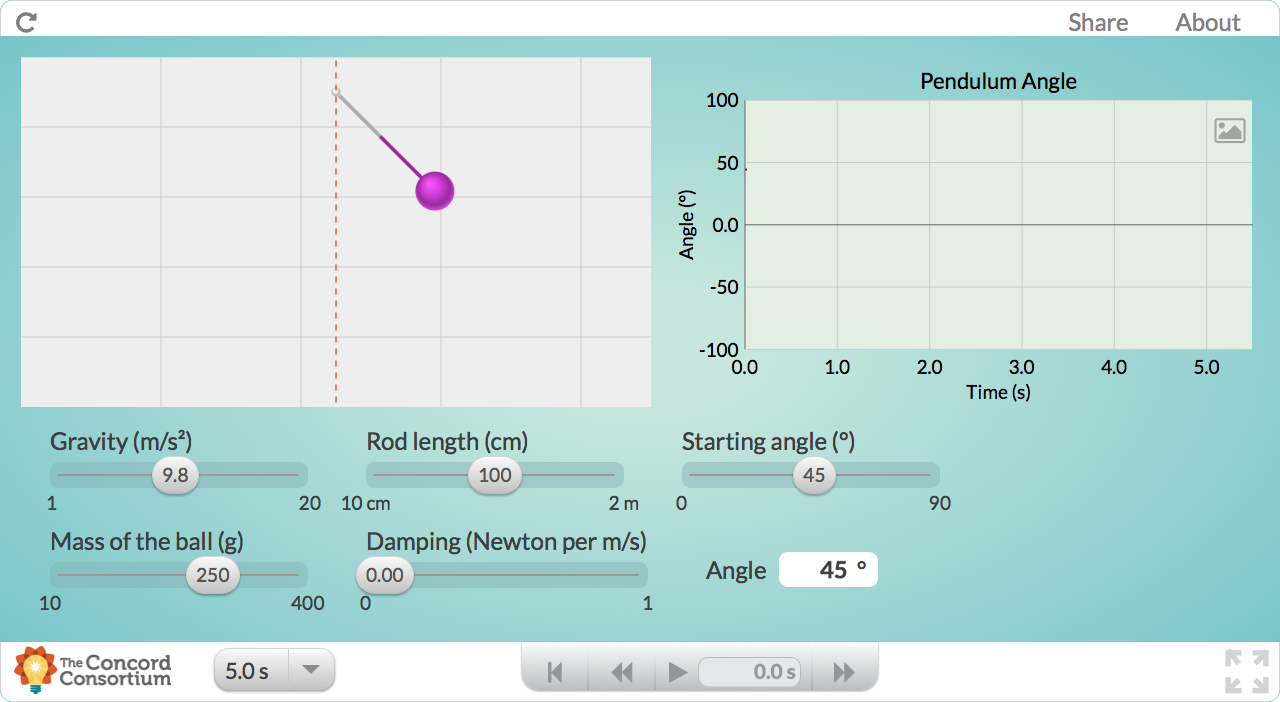 Share About
Pendulum Angle
100
50
0.0
-50
-100
Angle (°)
0.0 1.0 2.0 3.0 4.0 5.0
Time (s)
Gravity (m/s²) Rod length (cm) Starting angle (°)
9.8 100 45
1 20 10 cm 2 m 0 90
Mass of the ball (g) Damping (Newton per m/s)
250 0.00
10 400 0 1
Angle 45 °
The Concord
Consortium
5.0 s 0.0 s